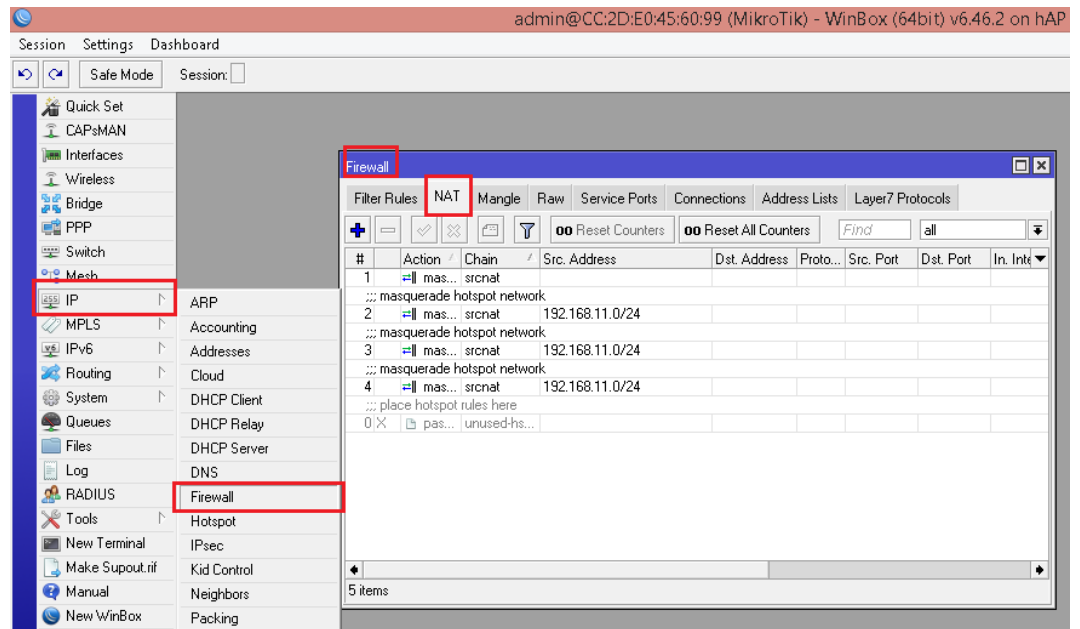 admin@CC:2D:E0:45:60:99 (MikroTik) - WinBox (64bit) v6.46.2 on hAP
Session Settings Dashboard
Safe Mode Session:
Quick Set
CAPsMAN
Interfaces
Wireless
Bridge
PPP
Switch
Mesh
IP
MPLS
IPv6
Routing
System
Queues
Files
Log
RADIUS
Tools
New Terminal
Make Supout.rif
Manual
New WinBox
ARP
Accounting
Addresses
Cloud
DHCP Client
DHCP Relay
DHCP Server
DNS
Firewall
Hotspot
IPsec
Kid Control
Neighbors
Packing
Firewall
Filter Rules NAT Mangle Raw Service Ports Connections Address Lists Layer7 Protocols
00 Reset Counters 00 Reset All Counters Find all
# Action Chain Src. Address Dst. Address Proto... Src. Port Dst. Port In. Inte
1 mas... srcnat
;;; masquerade hotspot network
2 mas... srcnat 192.168.11.0/24
;;; masquerade hotspot network
3 mas... srcnat 192.168.11.0/24
;;; masquerade hotspot network
4 mas... srcnat 192.168.11.0/24
;;; place hotspot rules here
0 X pas... unused-hs...
5 items